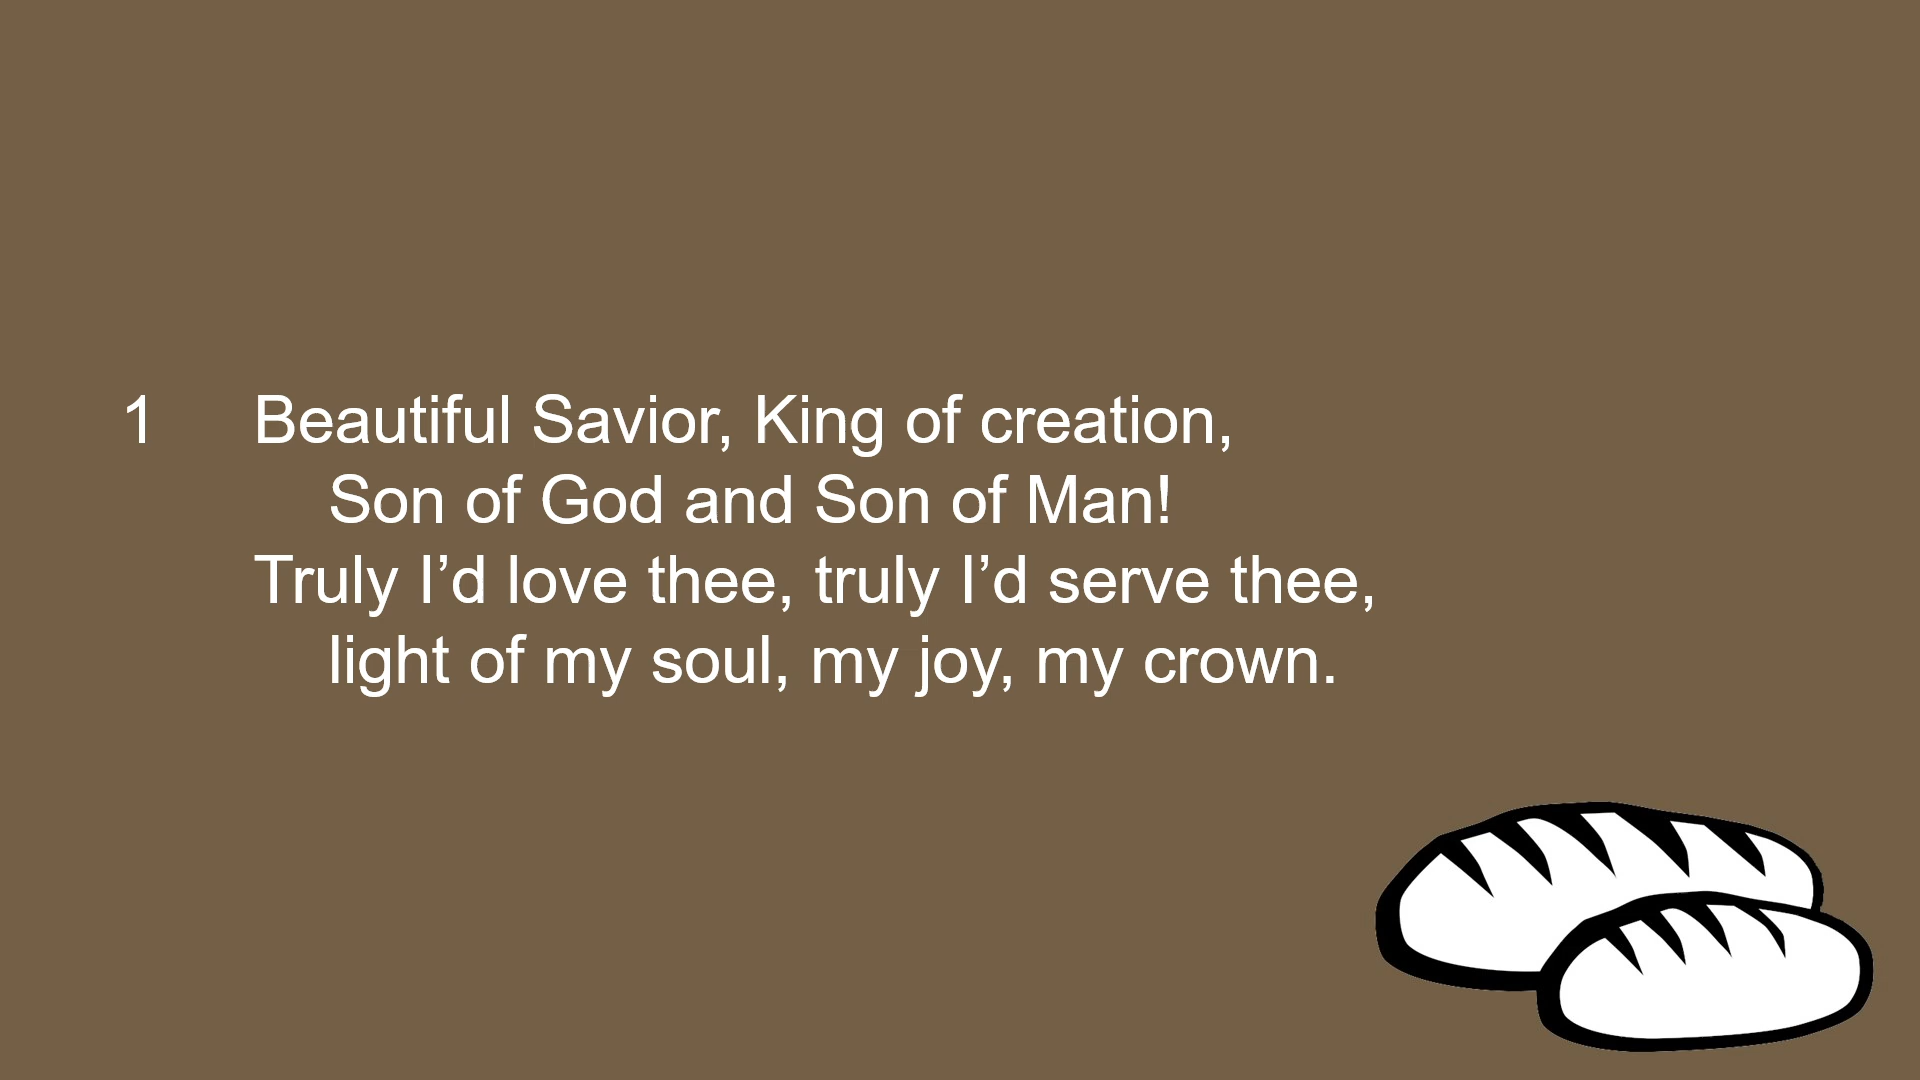 1 Beautiful Savior, King of creation,
Son of God and Son of Man!
Truly I’d love thee, truly I’d serve thee,
light of my soul, my joy, my crown.